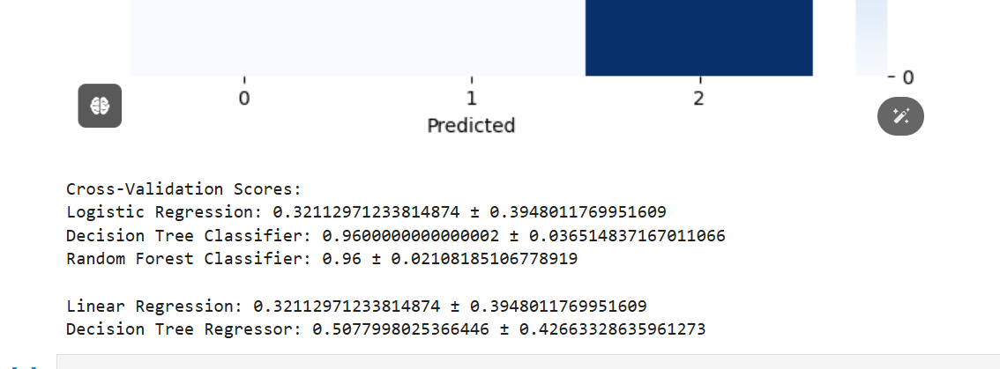 0
0 1 2
Predicted
Cross-Validation Scores:
Logistic Regression: 0.32112971233814874 ± 0.3948011769951609
Decision Tree Classifier: 0.9600000000000002 ± 0.036514837167011066
Random Forest Classifier: 0.96 ± 0.02108185106778919
Linear Regression: 0.32112971233814874 ± 0.3948011769951609
Decision Tree Regressor: 0.5077998025366446 ± 0.42663328635961273